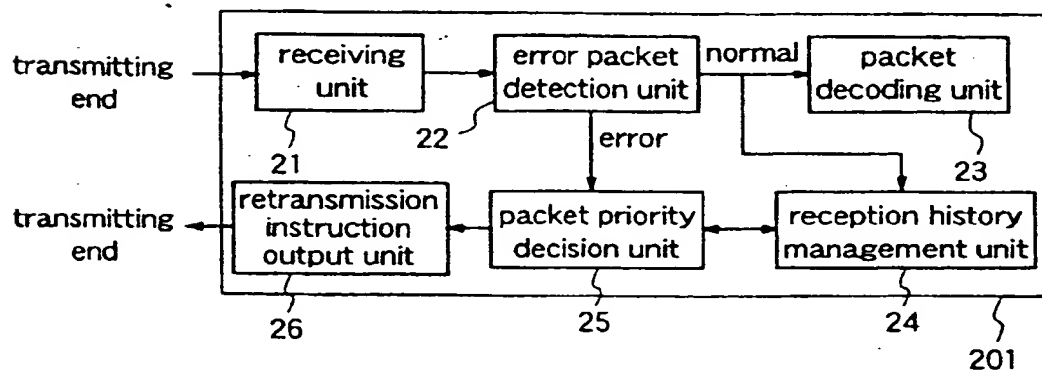 transmitting
end
receiving
unit
21
error packet
detection unit
22
normal
packet
decoding unit
23
error
transmitting
end
retransmission
instruction
output unit
26
packet priority
decision unit
25
reception history
management unit
24
201